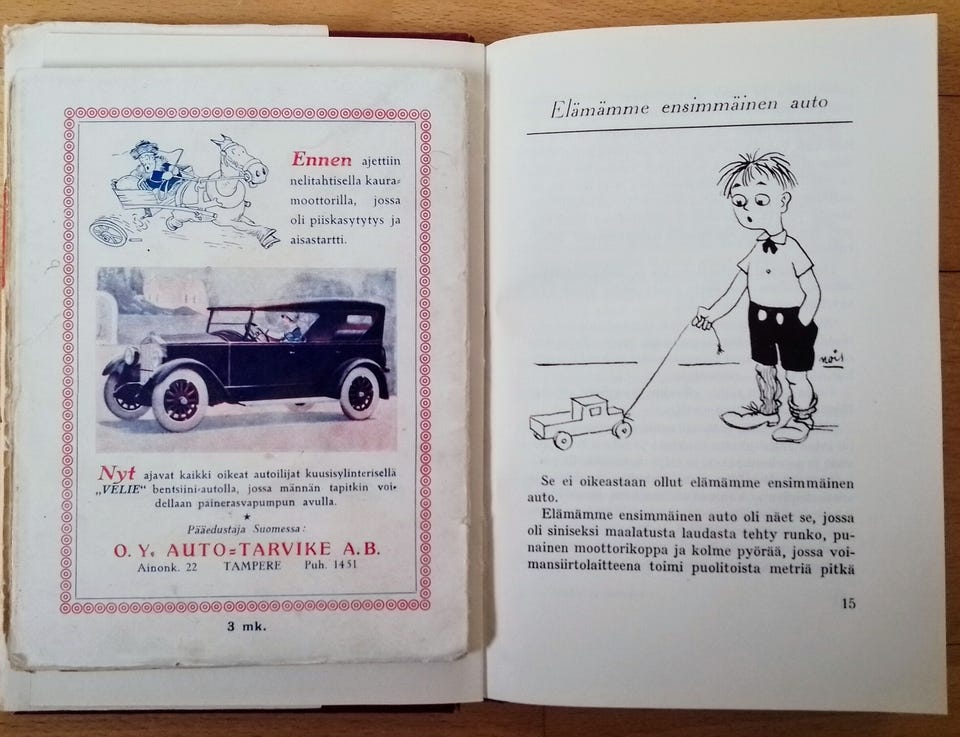 Ennen ajettiin
nelitahtisella kaura-
moottorilla, jossa
oli piiskasytytys ja
aisastartti.
Nyt ajavat kaikki oikeat autoilijat kuusisylinterisellä
„VELIE“ bentsiini-autolla, jossa männän tapitkin voi-
dellaan painerasvapumpun avulla.
Pääedustaja Suomessa:
O. Y. AUTO-TARVIKE A.B.
Ainonk. 22 TAMPERE Puh. 1451
3 mk.
Elämämme ensimmäinen auto
nois
Se ei oikeastaan ollut elämämme ensimmäinen
auto.
Elämämme ensimmäinen auto oli näet se, jossa
oli siniseksi maalatusta laudasta tehty runko, pu-
nainen moottorikoppa ja kolme pyörää, jossa voi-
mansiirtolaitteena toimi puolitoista metriä pitkä
15